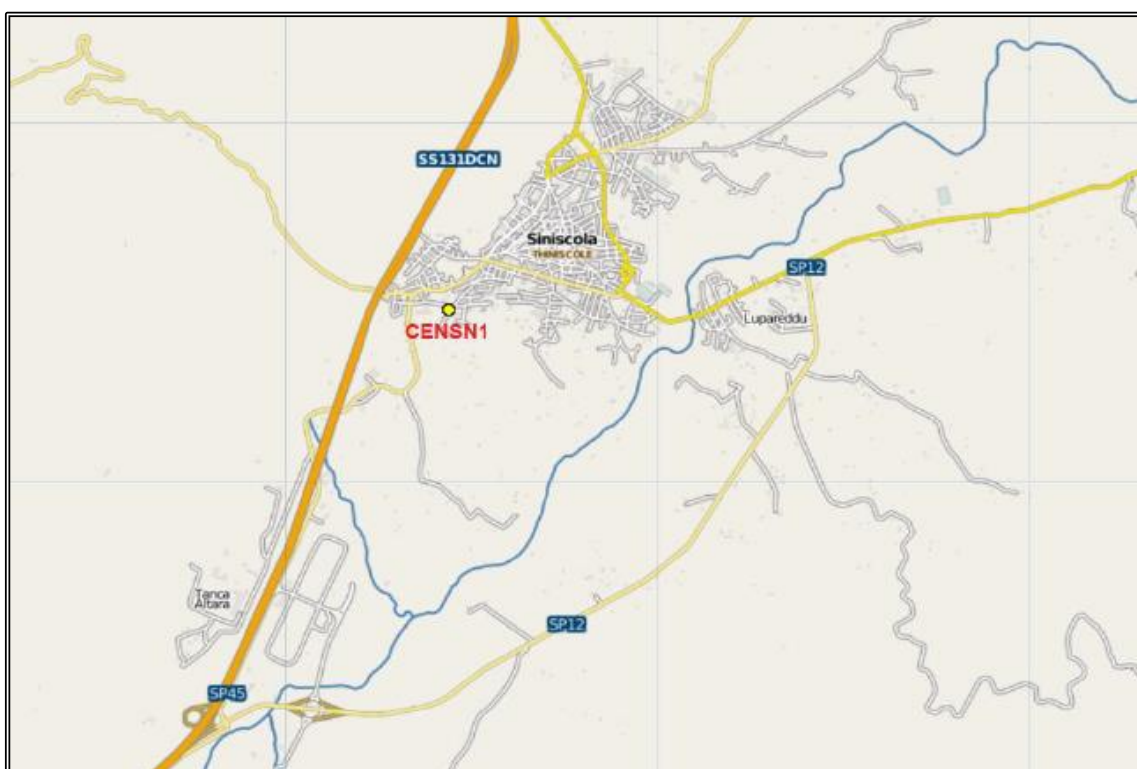 SS131DCN
Siniscola
THINISCOLE
SP12
CENSN1
Lupareddu
Tanca
Altara
SP12
SP45